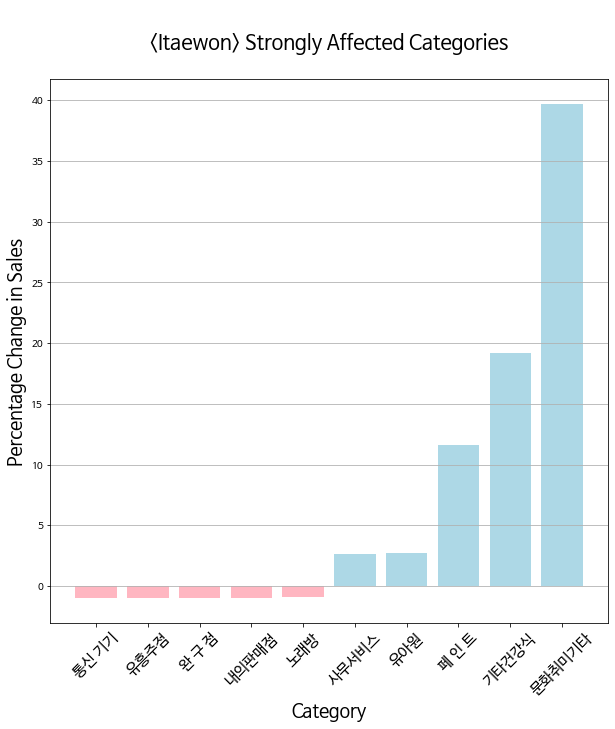 <Itaewon> Strongly Affected Categories
Percentage Change in Sales
40
35
30
25
20
15
10
5
0
통신기기
유흥주점
완 구 점
내의판매점
노래방
사무서비스
유아원
페 인 트
기타건강식
문화취미기타
Category